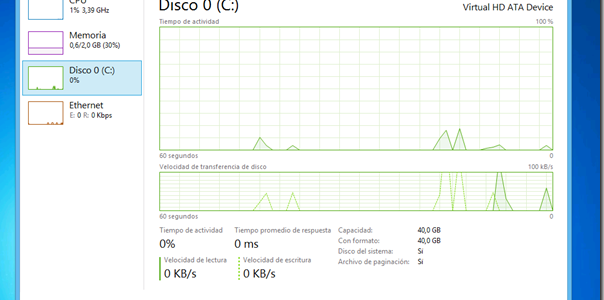 CPU
1% 3,39 GHz
Disco 0 (C:)
Virtual HD ATA Device
Tiempo de actividad
100 %
Memoria
0,6/2,0 GB (30%)
Disco 0 (C:)
0%
Ethernet
E: 0 R: 0 Kbps
60 segundos
0
Velocidad de transferencia de disco
100 kB/s
60 segundos
0
Tiempo de actividad
0%
Tiempo promedio de respuesta
0 ms
Capacidad:
40,0 GB
Con formato:
40,0 GB
Disco del sistema:
Sí
Archivo de paginación:
Sí
Velocidad de lectura
0 KB/s
Velocidad de escritura
0 KB/s